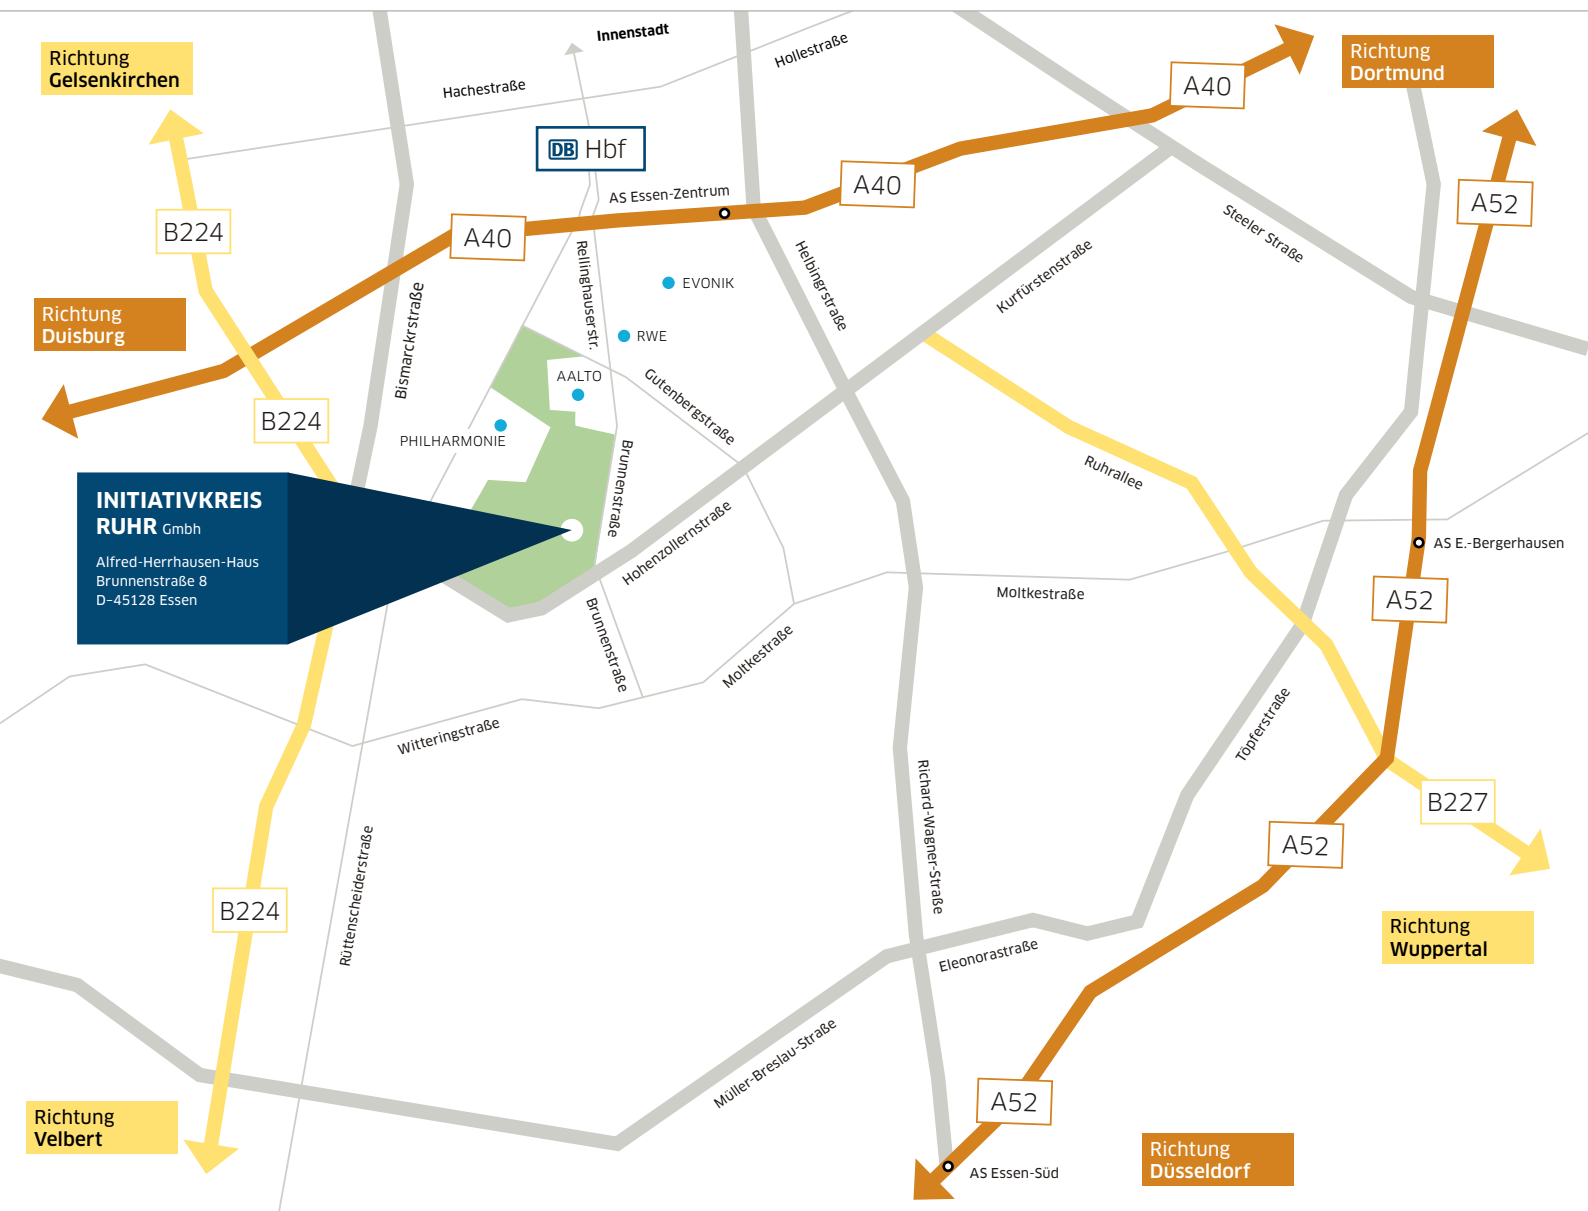 Innenstadt
Hollestraße
Richtung
Dortmund
Richtung
Gelsenkirchen
Hachestraße
A40
DB Hbf
AS Essen-Zentrum
A40
A52
B224
A40
Steeler Straße
Rellinghauserstr.
Helbingrstraße
Kurfürstenstraße
EVONIK
Richtung
Duisburg
Bismarckrstraße
RWE
AALTO
Gutenbergstraße
B224
PHILHARMONIE
Brunnenstraße
Ruhrallee
INITIATIVKREIS
RUHR Gmbh
Alfred-Herrhausen-Haus
Brunnenstraße 8
D-45128 Essen
Hohenzollernstraße
AS E.-Bergerhausen
Moltkestraße
A52
Brunnenstraße
Moltkestraße
Witteringstraße
Töpferstraße
Richard-Wagner-Straße
B227
A52
Rüttenscheiderstraße
B224
Richtung
Wuppertal
Eleonorastraße
Müller-Breslau-Straße
A52
Richtung
Velbert
AS Essen-Süd
Richtung
Düsseldorf